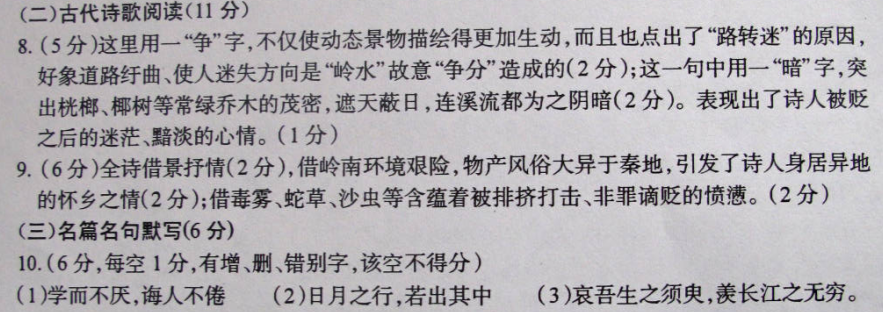 (二)古代诗歌阅读(11 分)
8. (5 分)这里用一“争”字,不仅使动态景物描绘得更加生动,而且也点出了“路转迷”的原因,
好象道路纡曲、使人迷失方向是“岭水”故意“争分”造成的(2 分);这一句中用一“暗”字,突
出桄榔、椰树等常绿乔木的茂密,遮天蔽日,连溪流都为之阴暗(2 分)。表现出了诗人被贬
之后的迷茫、黯淡的心情。(1 分)
9. (6 分)全诗借景抒情(2 分),借岭南环境艰险,物产风俗大异于秦地,引发了诗人身居异地
的怀乡之情(2 分);借毒雾、蛇草、沙虫等含蕴着被排挤打击、非罪谪贬的愤懑。(2 分)
(三)名篇名句默写(6 分)
10. (6 分,每空 1 分,有增、删、错别字,该空不得分)
(1)学而不厌,诲人不倦 (2)日月之行,若出其中 (3)哀吾生之须臾,羡长江之无穷。